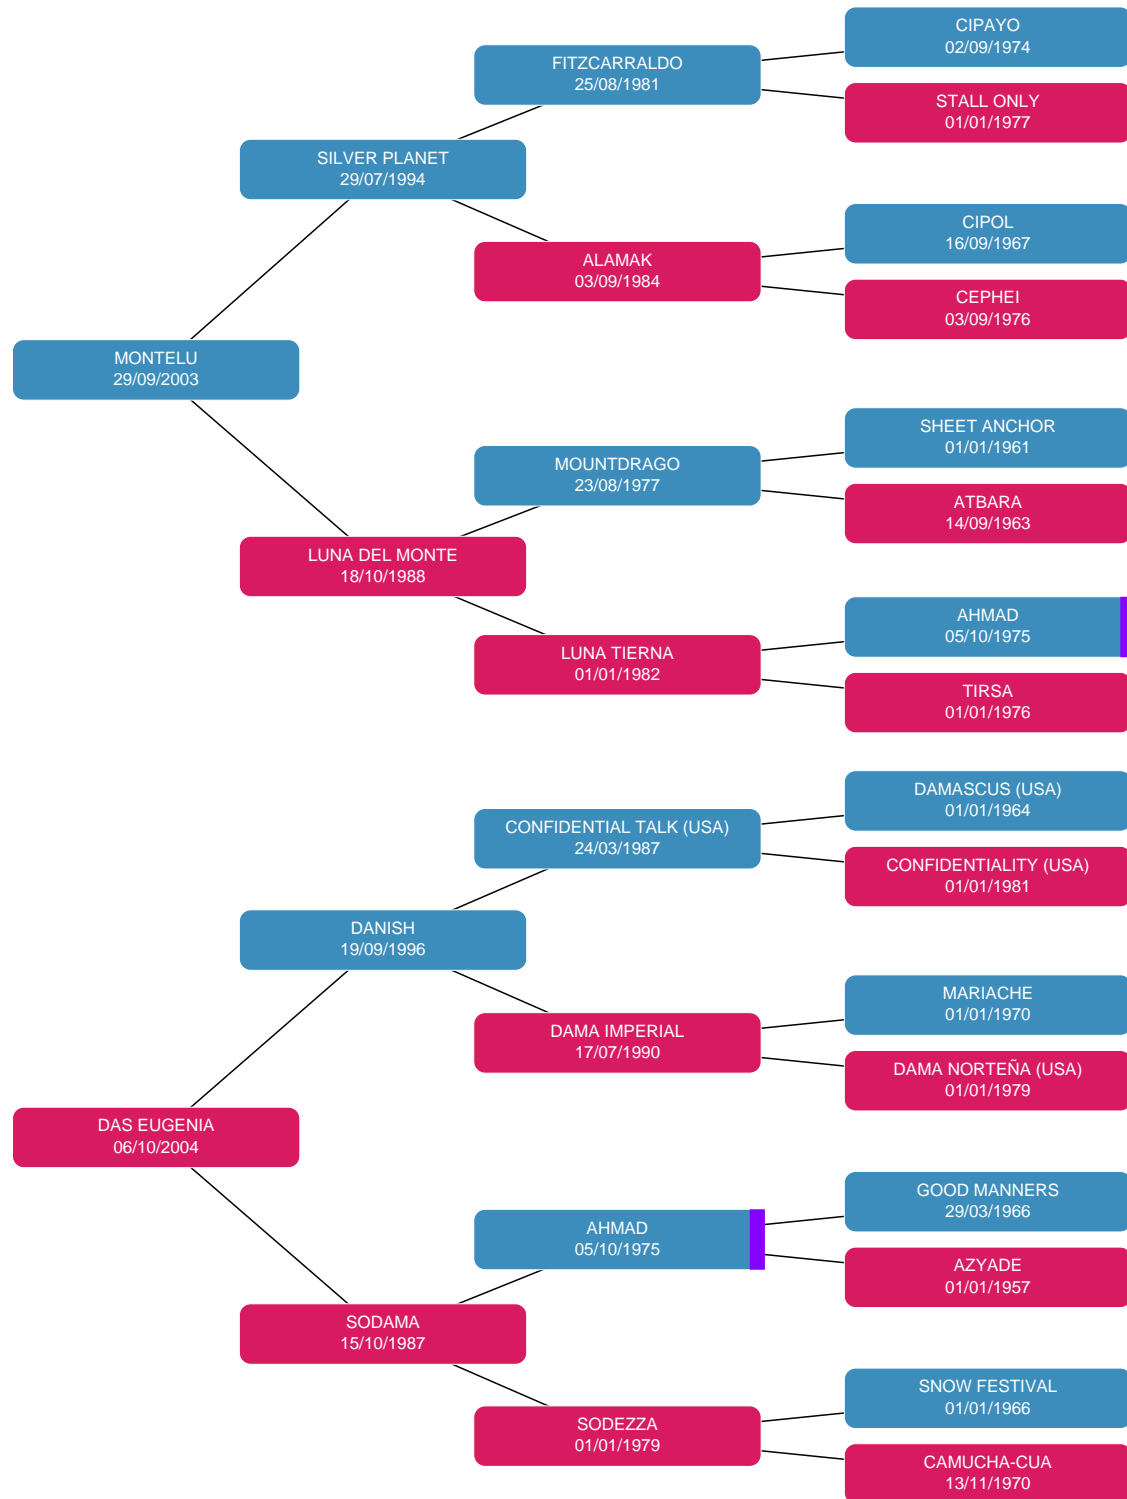 CIPAYO
02/09/1974
FITZCARRALDO
25/08/1981
STALL ONLY
01/01/1977
SILVER PLANET
29/07/1994
CIPOL
16/09/1967
ALAMAK
03/09/1984
CEPHEI
03/09/1976
MONTELU
29/09/2003
SHEET ANCHOR
01/01/1961
MOUNTDRAGO
23/08/1977
ATBARA
14/09/1963
LUNA DEL MONTE
18/10/1988
AHMAD
05/10/1975
LUNA TIERNA
01/01/1982
TIRSA
01/01/1976
DAMASCUS (USA)
01/01/1964
CONFIDENTIAL TALK (USA)
24/03/1987
CONFIDENTIALITY (USA)
01/01/1981
DANISH
19/09/1996
MARIACHE
01/01/1970
DAMA IMPERIAL
17/07/1990
DAMA NORTEÑA (USA)
01/01/1979
DAS EUGENIA
06/10/2004
GOOD MANNERS
29/03/1966
AHMAD
05/10/1975
AZYADE
01/01/1957
SODAMA
15/10/1987
SNOW FESTIVAL
01/01/1966
SODEZZA
01/01/1979
CAMUCHA-CUA
13/11/1970